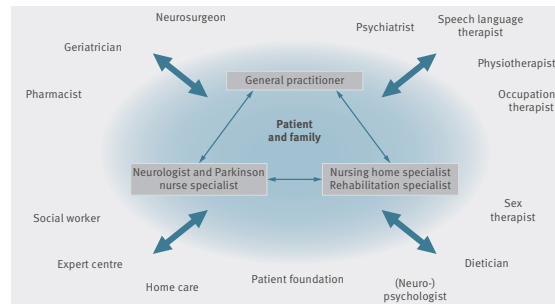 Neurosurgeon
Psychiatrist
Speech language
therapist
Geriatrician
Physiotherapist
Pharmacist
General practitioner
Occupation
therapist
Patient
and family
Neurologist and Parkinson
nurse specialist
Nursing home specialist
Rehabilitation specialist
Social worker
Sex
therapist
Expert centre
Dietician
Home care
Patient foundation
(Neuro-)
psychologist